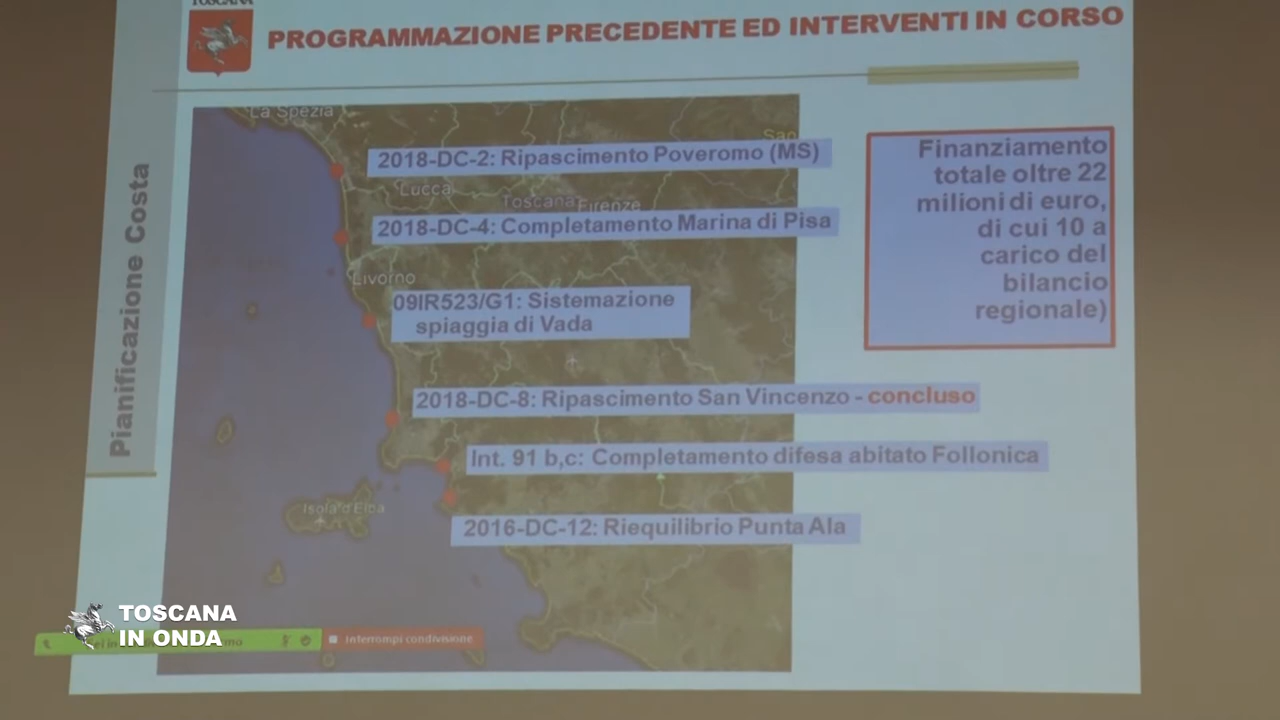 TOSCANA
PROGRAMMAZIONE PRECEDENTE ED INTERVENTI IN CORSO
Pianificazione Costa
La Spezia
San
2018-DC-2: Ripascimento Poveromo (MS)
Lucca
Toscana
Firenze
2018-DC-4: Completamento Marina di Pisa
Livorno
09IR523/G1: Sistemazione
spiaggia di Vada
2018-DC-8: Ripascimento San Vincenzo - concluso
Int. 91 b,c: Completamento difesa abitato Follonica
Isola d'Elba
2016-DC-12: Riequilibrio Punta Ala
Finanziamento
totale oltre 22
milioni di euro,
di cui 10 a
carico del
bilancio
regionale)
TOSCANA
IN ONDA
Interrompi condivisione